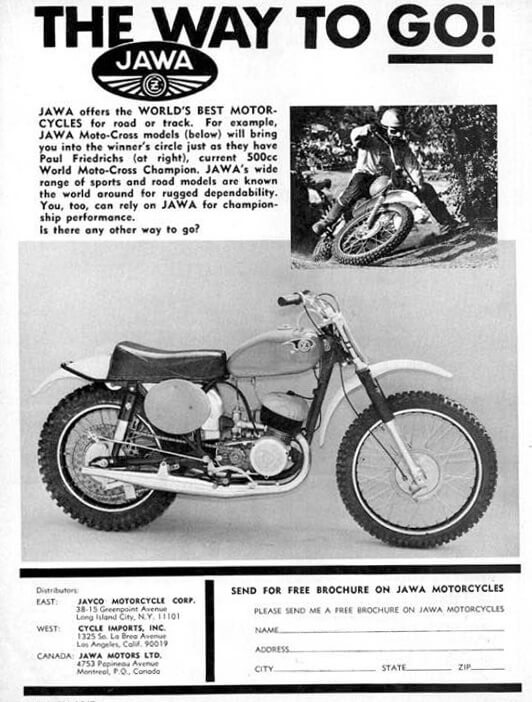 THE WAY TO GO!
JAWA
CZ
JAWA offers the WORLD'S BEST MOTOR-
CYCLES for road or track. For example,
JAWA Moto-Cross models (below) will bring
you into the winner's circle just as they have
Paul Friedrichs (at right), current 500cc
World Moto-Cross Champion. JAWA's wide
range of sports and road models are known
the world around for rugged dependability.
You, too, can rely on JAWA for champion-
ship performance.
Is there any other way to go?
Distributors:
EAST: JAVCO MOTORCYCLE CORP.
38-15 Greenpoint Avenue
Long Island City, N.Y. 11101
WEST: CYCLE IMPORTS, INC.
1325 So. La Brea Avenue
Los Angeles, Calif. 90019
CANADA: JAWA MOTORS LTD.
4753 Papineau Avenue
Montreal, P.Q., Canada
SEND FOR FREE BROCHURE ON JAWA MOTORCYCLES
PLEASE SEND ME A FREE BROCHURE ON JAWA MOTORCYCLES
NAME
ADDRESS
CITY STATE ZIP